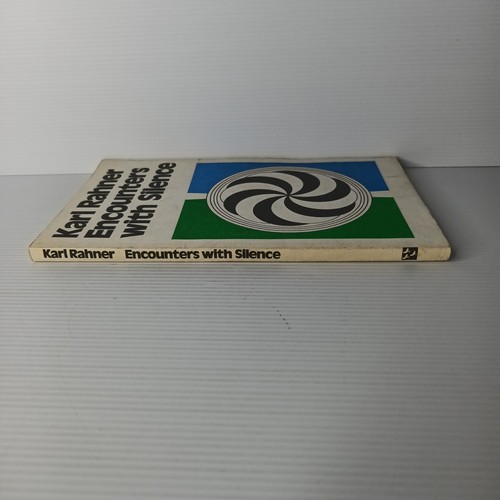 Karl Rahner
Encounters
with Silence
Karl Rahner Encounters with Silence